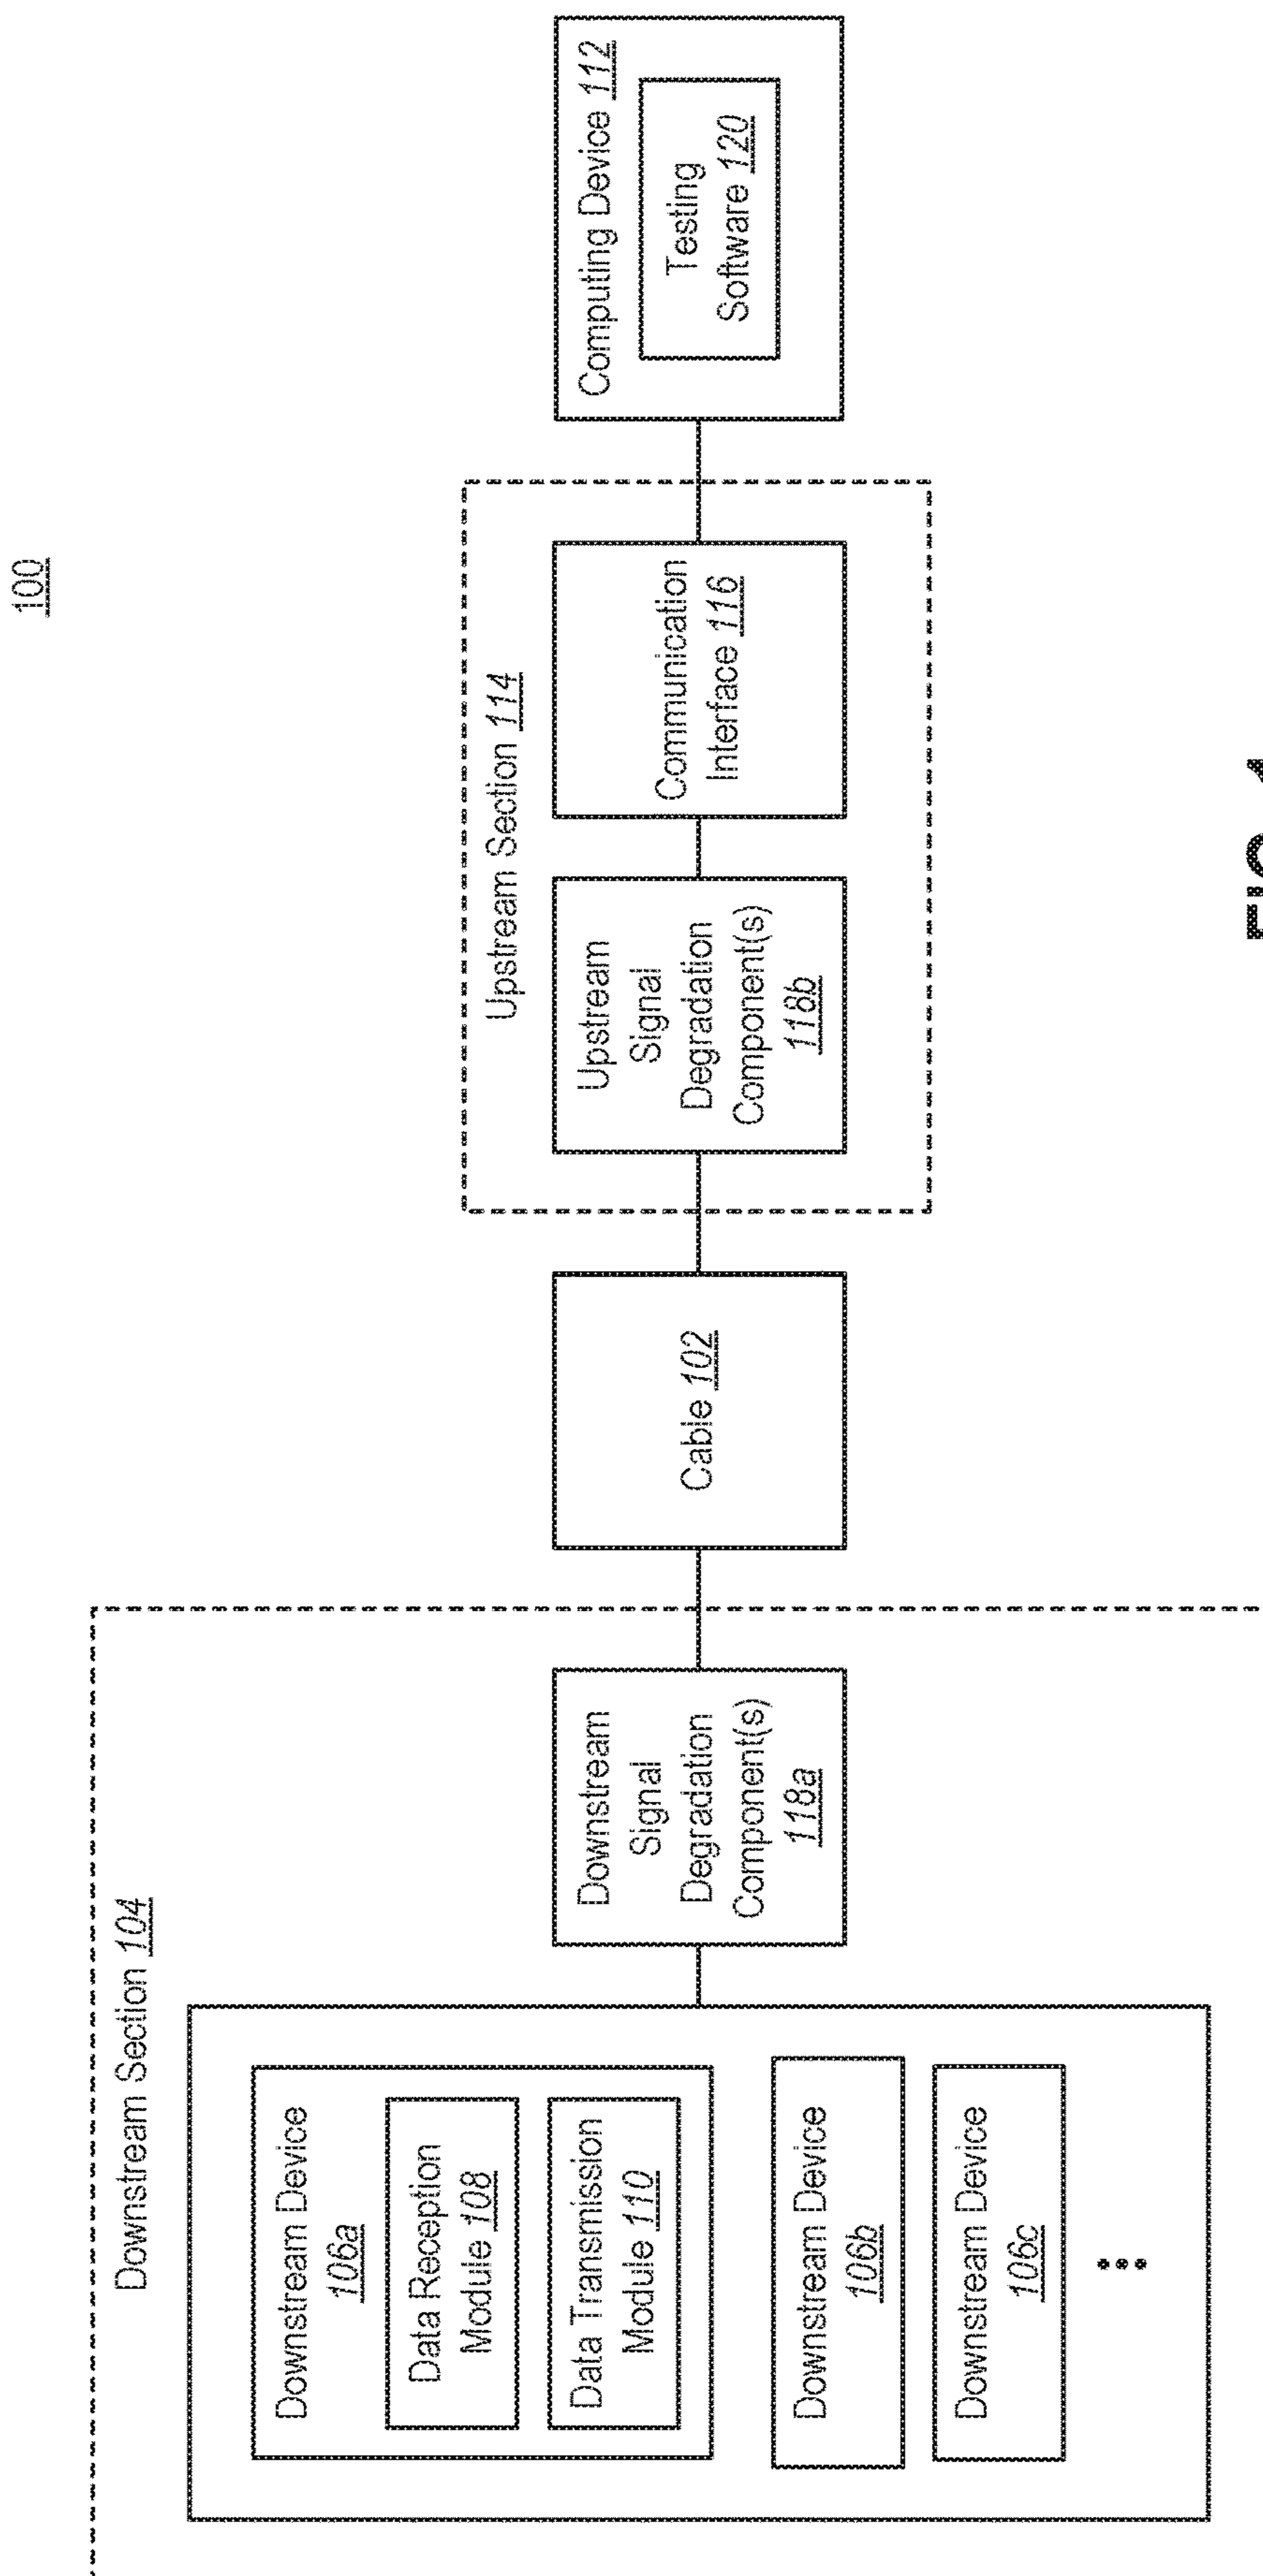 100
Downstream Section 104
Downstream Device
106a
Data Reception
Module 108
Data Transmission
Module 110
Downstream Device
106b
Downstream Device
106c
Downstream
Signal
Degradation
Component(s)
118a
Cable 102
Upstream Section 114
Upstream
Signal
Degradation
Component(s)
118b
Communication
Interface 116
Computing Device 112
Testing
Software 120